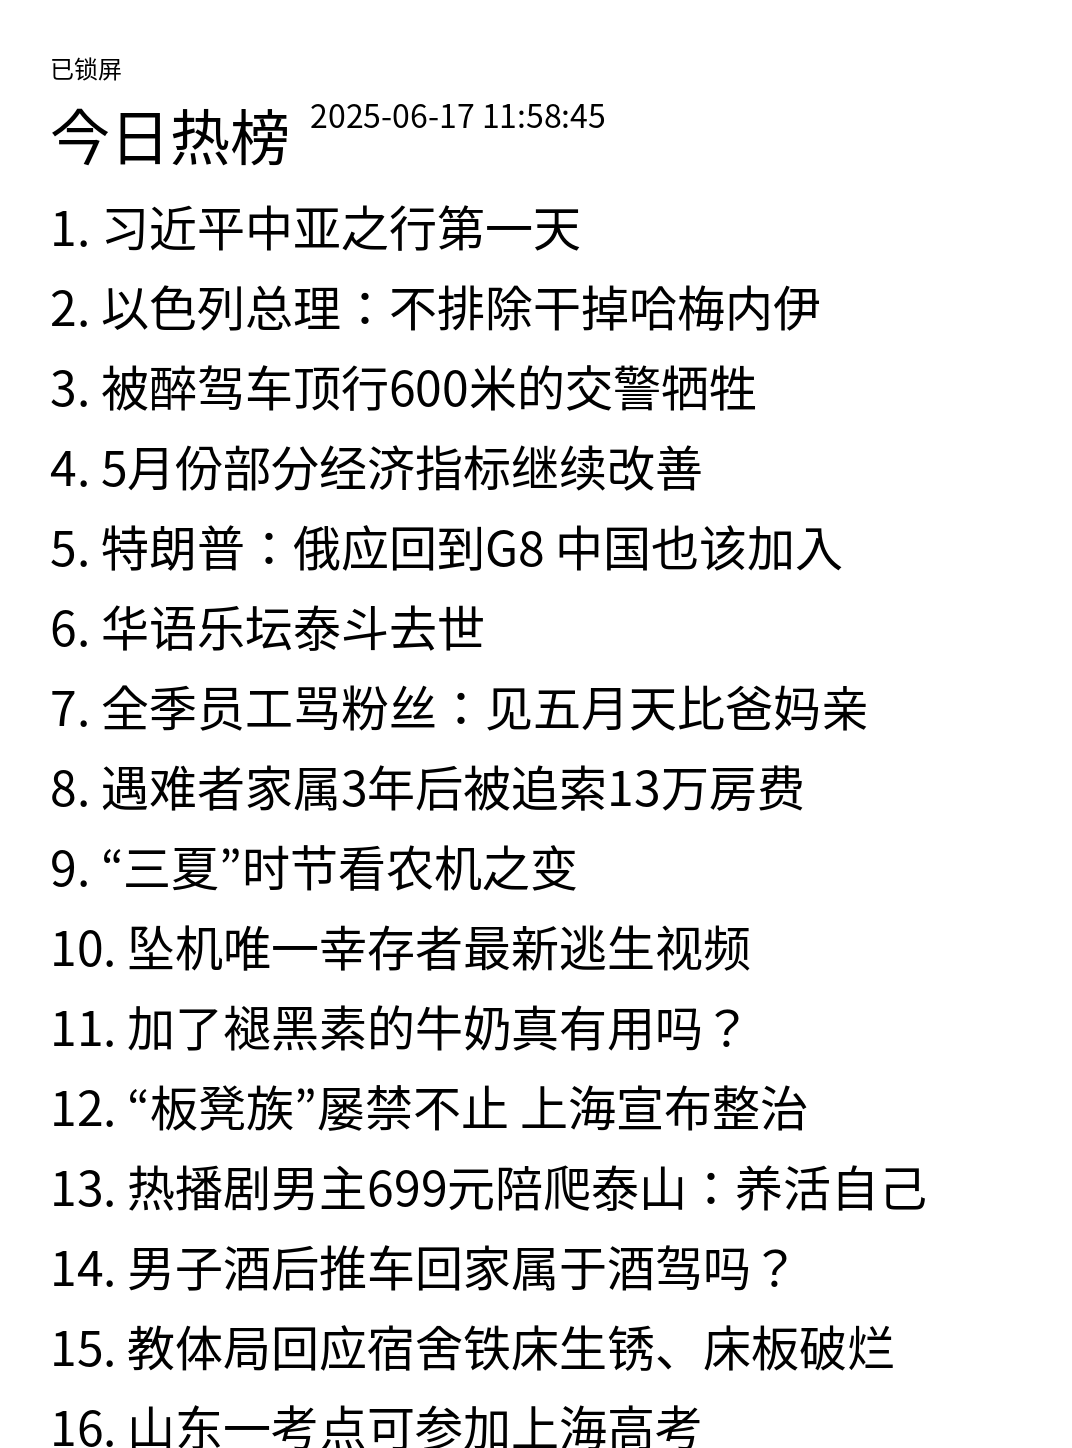 已锁屏
今日热榜 2025-06-17 11:58:45
1. 习近平中亚之行第一天
2. 以色列总理：不排除干掉哈梅内伊
3. 被醉驾车顶行600米的交警牺牲
4. 5月份部分经济指标继续改善
5. 特朗普：俄应回到G8 中国也该加入
6. 华语乐坛泰斗去世
7. 全季员工骂粉丝：见五月天比爸妈亲
8. 遇难者家属3年后被追索13万房费
9. “三夏”时节看农机之变
10. 坠机唯一幸存者最新逃生视频
11. 加了褪黑素的牛奶真有用吗？
12. “板凳族”屡禁不止 上海宣布整治
13. 热播剧男主699元陪爬泰山：养活自己
14. 男子酒后推车回家属于酒驾吗？
15. 教体局回应宿舍铁床生锈、床板破烂
16. 山东一考点可参加上海高考